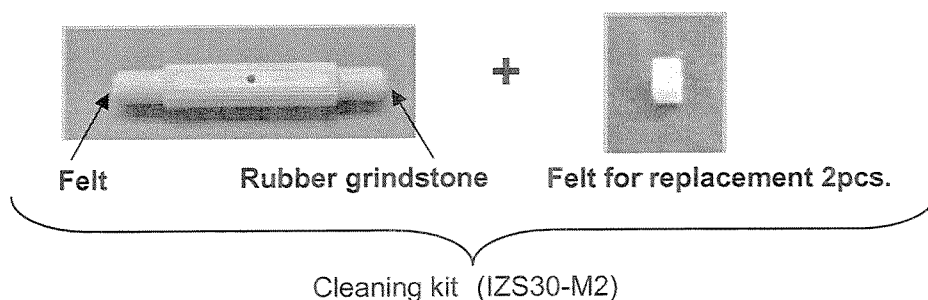 +
Felt
Rubber grindstone
Felt for replacement 2pcs.
Cleaning kit (IZS30-M2)